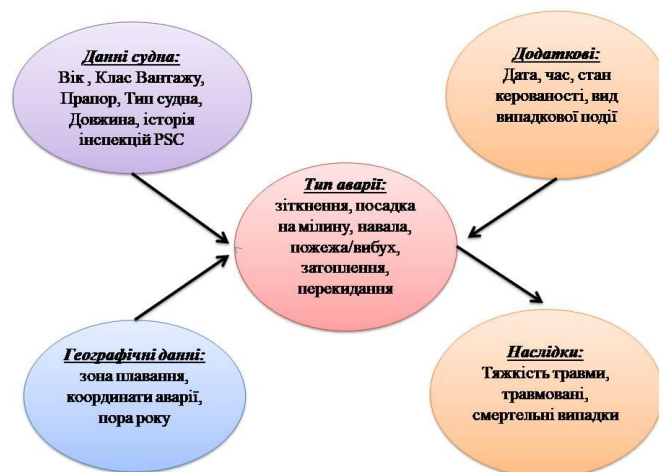 Данні судна:
Вік , Клас Вантажу,
Прапор, Тип судна,
Довжина, історія
інспекцій PSC
Додаткові:
Дата, час, стан
керованості, вид
випадкової події
Тип аварії:
зіткнення, посадка
на мілину, навала,
пожежа/вибух,
затоплення,
перекидання
Географічні данні:
зона плавання,
координати аварії,
пора року
Наслідки:
Тяжкість травми,
травмовані,
смертельні випадки